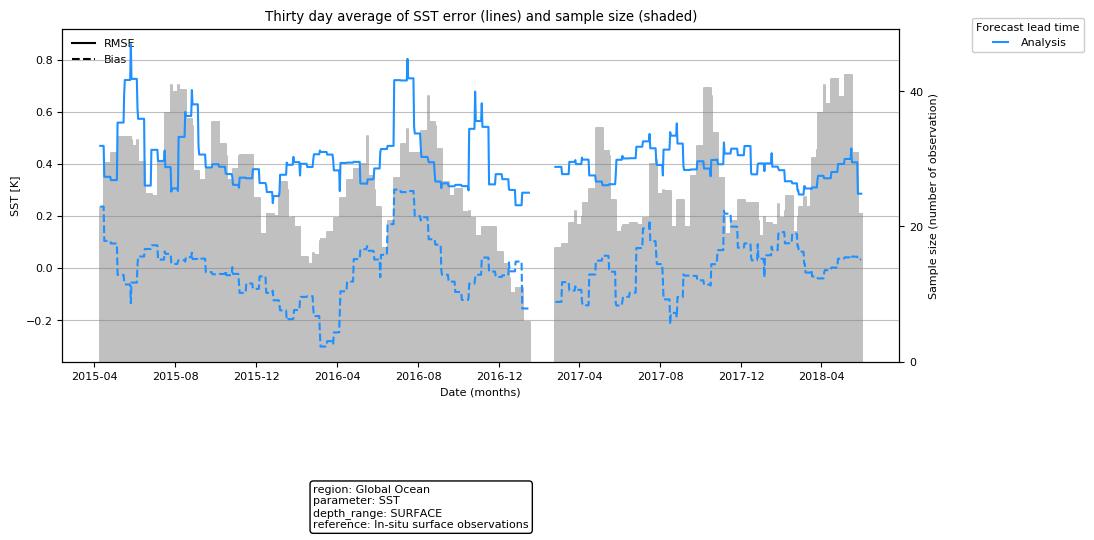 Thirty day average of SST error (lines) and sample size (shaded)
Forecast lead time
Analysis
RMSE
Bias
SST [K]
0.8
0.6
0.4
0.2
0.0
−0.2
40
20
0
Sample size (number of observation)
2015-04 2015-08 2015-12 2016-04 2016-08 2016-12 2017-04 2017-08 2017-12 2018-04
Date (months)
region: Global Ocean
parameter: SST
depth_range: SURFACE
reference: In-situ surface observations